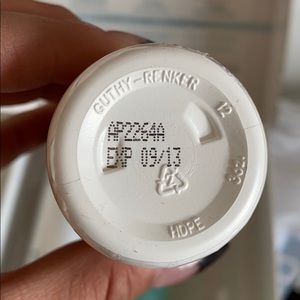 GUTHY-RENKER 12
AP2264A
EXP 09/13
HDPE